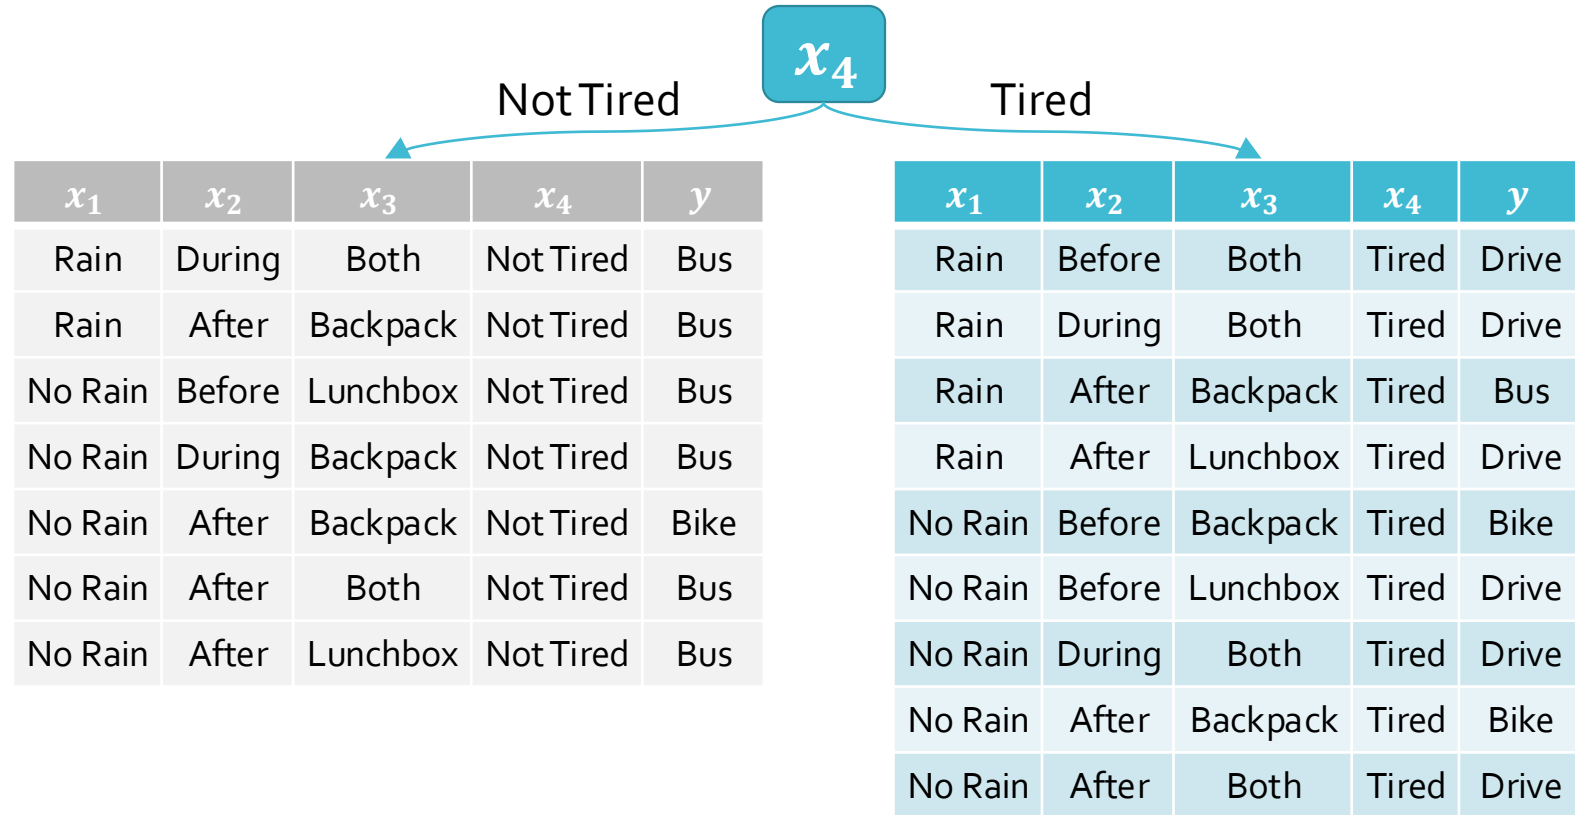 x₄
Not Tired
Tired
x₁ x₂ x₃ x₄ y
Rain During Both Not Tired Bus
Rain After Backpack Not Tired Bus
No Rain Before Lunchbox Not Tired Bus
No Rain During Backpack Not Tired Bus
No Rain After Backpack Not Tired Bike
No Rain After Both Not Tired Bus
No Rain After Lunchbox Not Tired Bus
x₁ x₂ x₃ x₄ y
Rain Before Both Tired Drive
Rain During Both Tired Drive
Rain After Backpack Tired Bus
Rain After Lunchbox Tired Drive
No Rain Before Backpack Tired Bike
No Rain Before Lunchbox Tired Drive
No Rain During Both Tired Drive
No Rain After Backpack Tired Bike
No Rain After Both Tired Drive